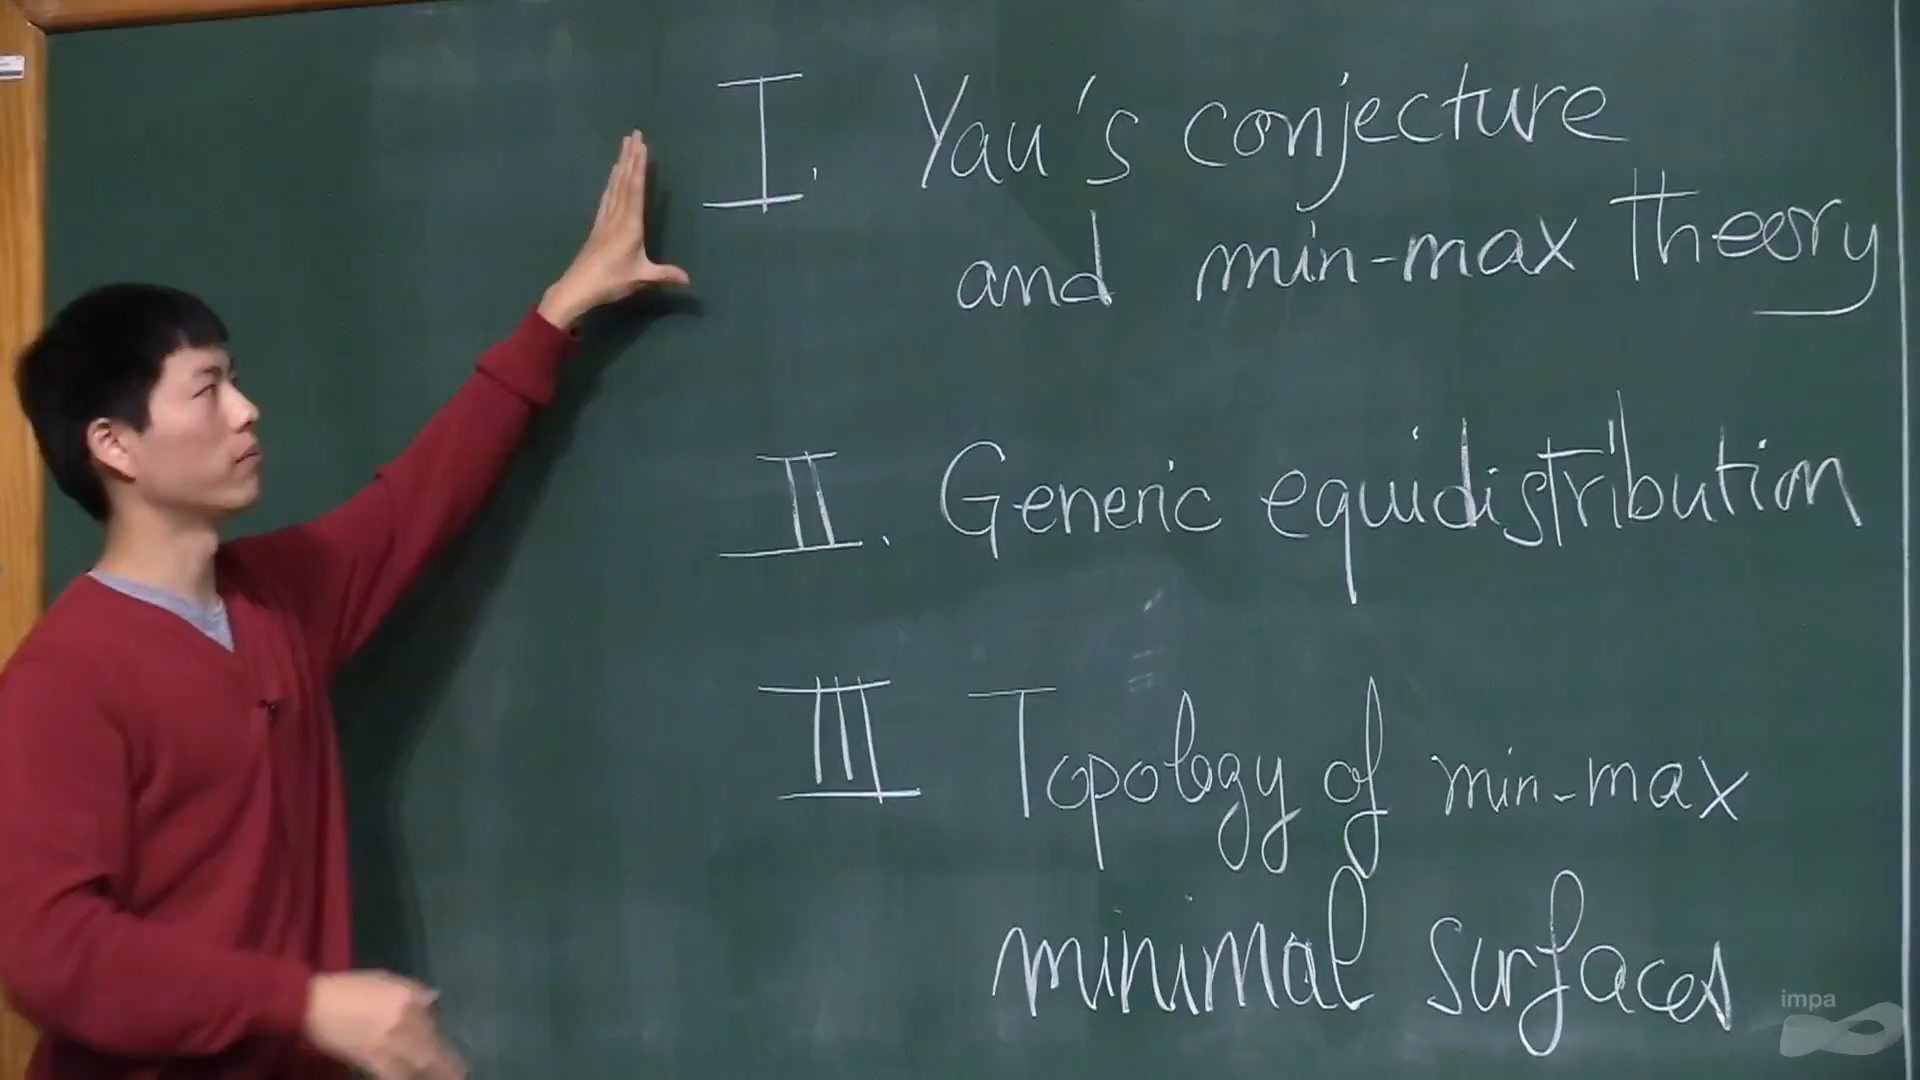 I. Yau's conjecture
and min-max theory
II. Generic equidistribution
III Topology of min-max
minimal surfaces
impa